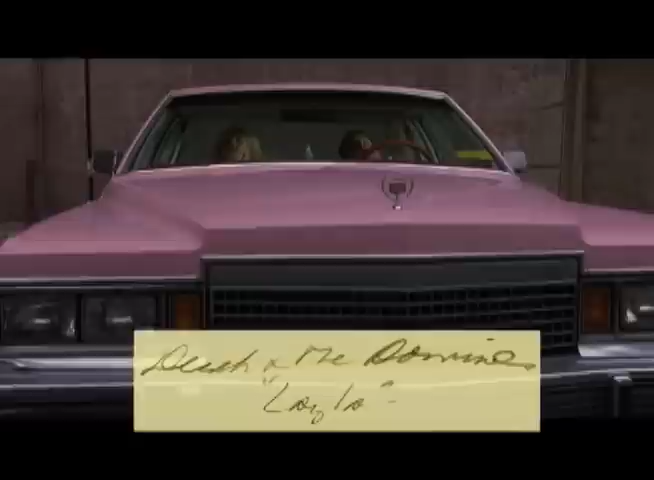 Derek & The Dominos
"Layla"-